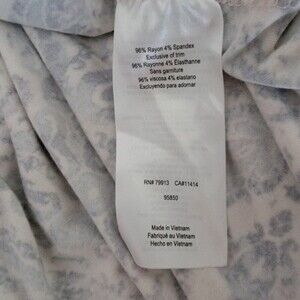 96% Rayon 4% Spandex
Exclusive of trim
96% Rayonne 4% Élasthanne
Sans garniture
96% viscosa 4% elastano
Excluyendo para adornar
RN# 79913 CA#11414
95850
Made in Vietnam
Fabriqué au Vietnam
Hecho en Vietnam